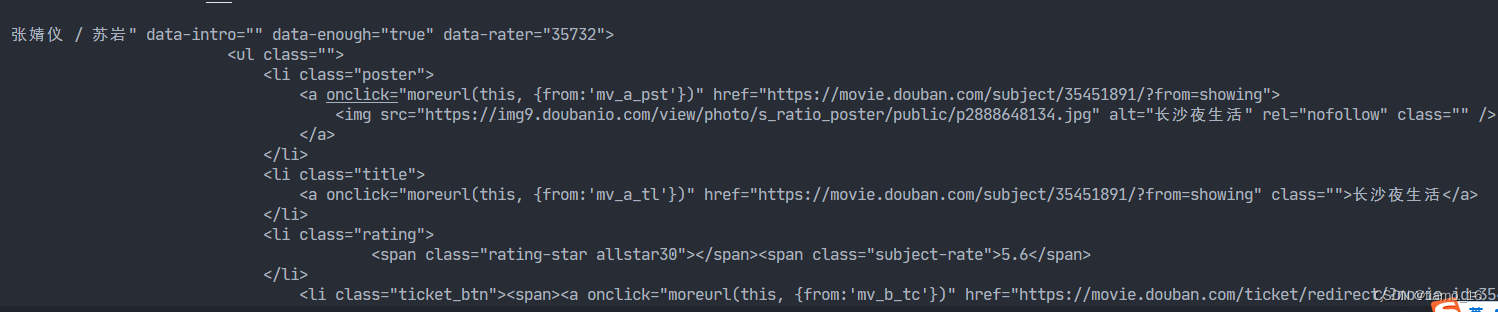 张婧仪 / 苏岩" data-intro="" data-enough="true" data-rater="35732">
<ul class="">
<li class="poster">
<a onclick="moreurl(this, {from:'mv_a_pst'})" href="https://movie.douban.com/subject/35451891/?from=showing">
<img src="https://img9.doubanio.com/view/photo/s_ratio_poster/public/p2888648134.jpg" alt="长沙夜生活" rel="nofollow" class="" />
</a>
</li>
<li class="title">
<a onclick="moreurl(this, {from:'mv_a_tl'})" href="https://movie.douban.com/subject/35451891/?from=showing" class="">长沙夜生活</a>
</li>
<li class="rating">
<span class="rating-star allstar30"></span><span class="subject-rate">5.6</span>
</li>
<li class="ticket_btn"><span><a onclick="moreurl(this, {from:'mv_b_tc'})" href="https://movie.douban.com/ticket/redirect/?movie_id=35